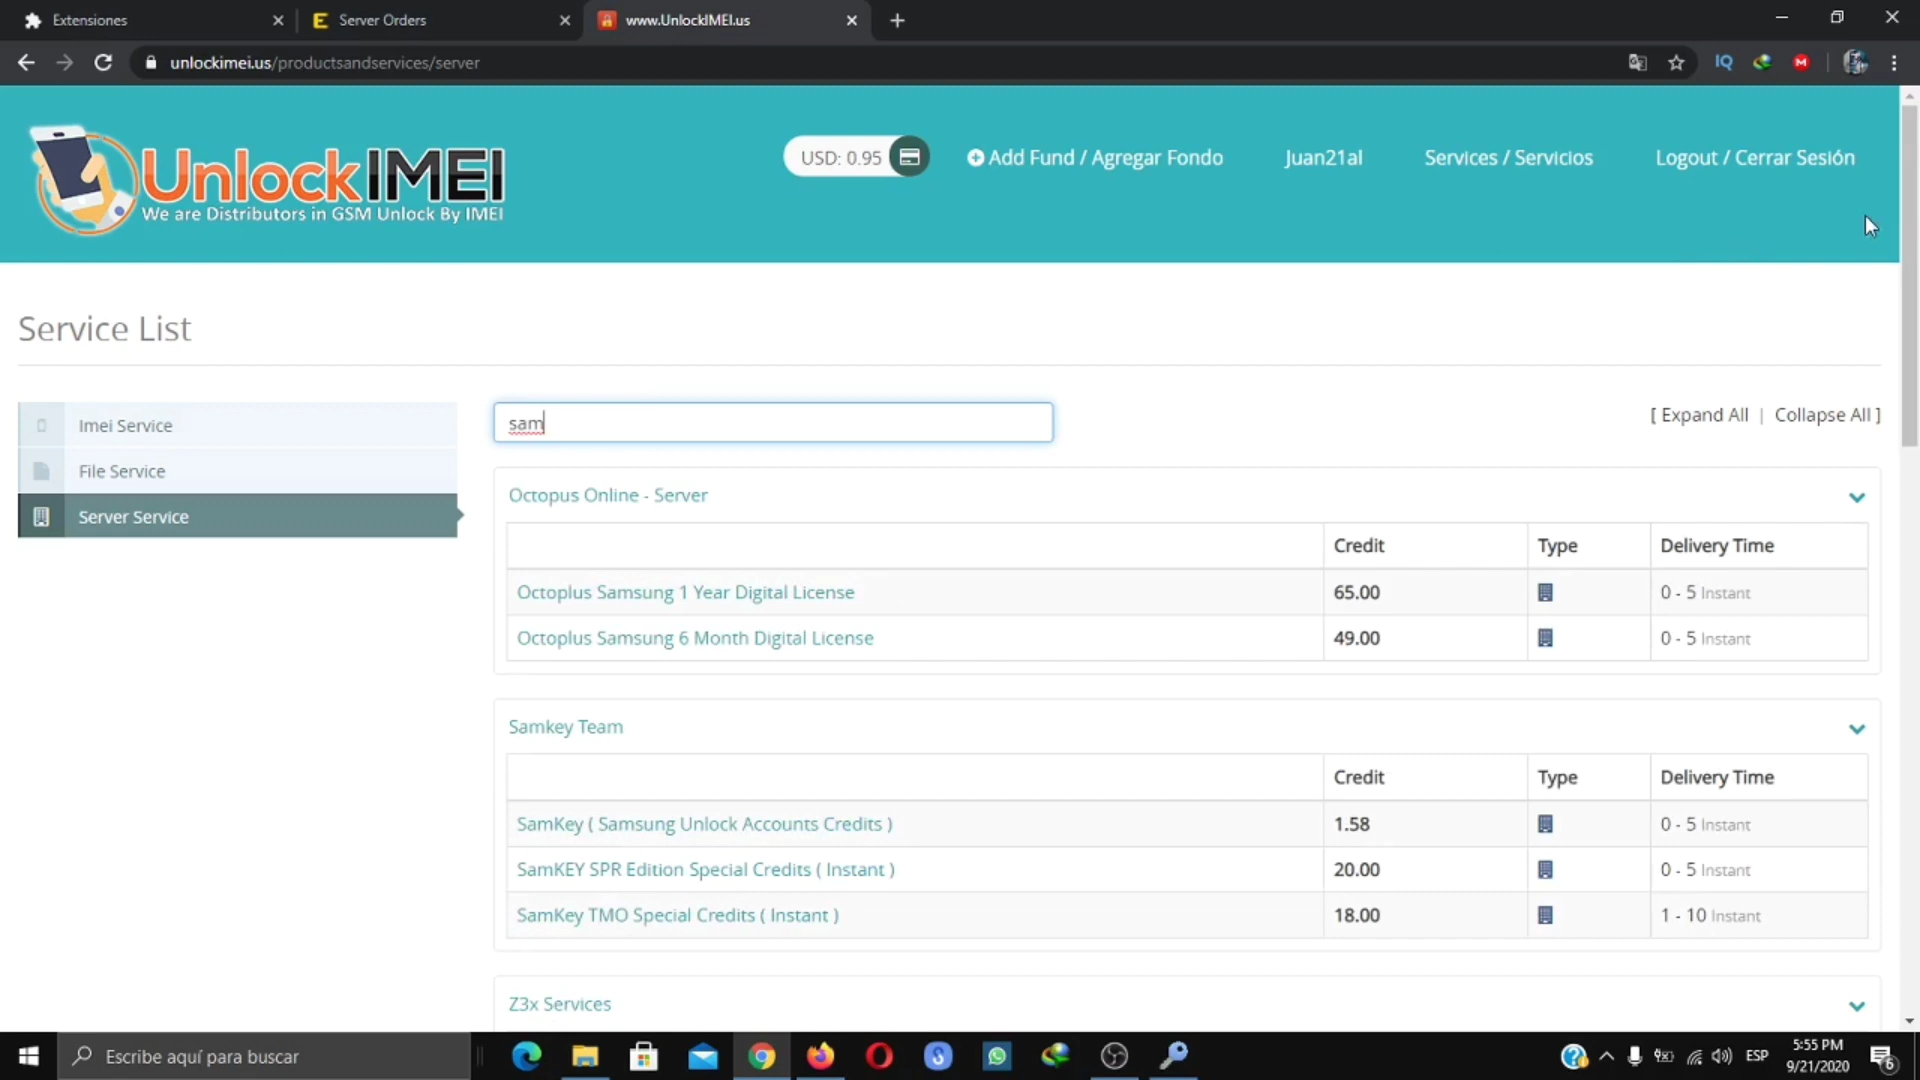 Extensiones
Server Orders
www.UnlockIMEI.us
unlockimei.us/productsandservices/server
UnlockIMEI
We are Distributors in GSM Unlock By IMEI
USD: 0.95
Add Fund / Agregar Fondo
Juan21al
Services / Servicios
Logout / Cerrar Sesión
Service List
Imei Service
File Service
Server Service
sam
[ Expand All | Collapse All ]
Octopus Online - Server
Credit Type Delivery Time
Octoplus Samsung 1 Year Digital License 65.00 0 - 5 Instant
Octoplus Samsung 6 Month Digital License 49.00 0 - 5 Instant
Samkey Team
Credit Type Delivery Time
SamKey ( Samsung Unlock Accounts Credits ) 1.58 0 - 5 Instant
SamKEY SPR Edition Special Credits ( Instant ) 20.00 0 - 5 Instant
SamKey TMO Special Credits ( Instant ) 18.00 1 - 10 Instant
Z3x Services
Escribe aquí para buscar
ESP
5:55 PM
9/21/2020
6